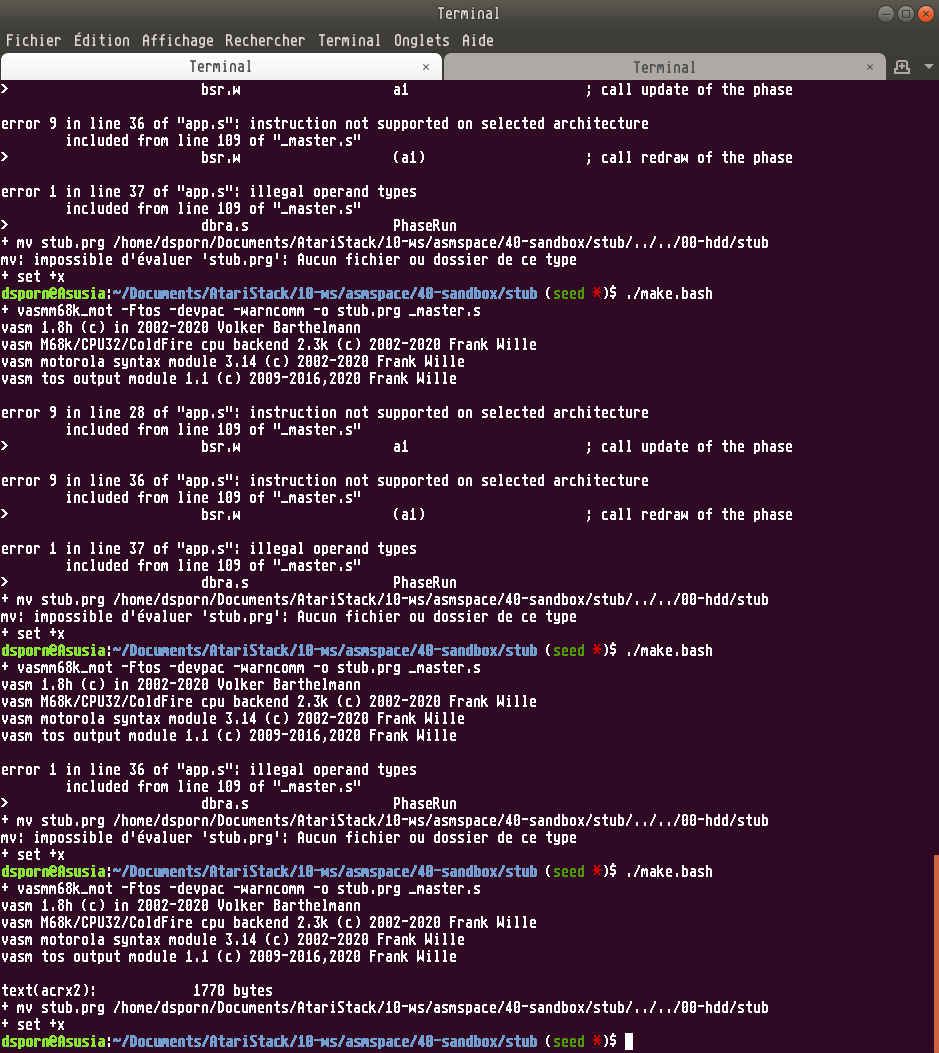 Terminal
Fichier Édition Affichage Rechercher Terminal Onglets Aide
Terminal × Terminal ×
> bsr.w a1 ; call update of the phase
error 9 in line 36 of "app.s": instruction not supported on selected architecture
included from line 109 of "_master.s"
> bsr.w (a1) ; call redraw of the phase
error 1 in line 37 of "app.s": illegal operand types
included from line 109 of "_master.s"
> dbra.s PhaseRun
+ mv stub.prg /home/dsporn/Documents/AtariStack/10-ws/asmspace/40-sandbox/stub/../../00-hdd/stub
mv: impossible d'évaluer 'stub.prg': Aucun fichier ou dossier de ce type
+ set +x
dsporn@Asusia:~/Documents/AtariStack/10-ws/asmspace/40-sandbox/stub (seed *)$ ./make.bash
+ vasmm68k_mot -Ftos -devpac -warncomm -o stub.prg _master.s
vasm 1.8h (c) in 2002-2020 Volker Barthelmann
vasm M68k/CPU32/ColdFire cpu backend 2.3k (c) 2002-2020 Frank Wille
vasm motorola syntax module 3.14 (c) 2002-2020 Frank Wille
vasm tos output module 1.1 (c) 2009-2016,2020 Frank Wille
error 9 in line 28 of "app.s": instruction not supported on selected architecture
included from line 109 of "_master.s"
> bsr.w a1 ; call update of the phase
error 9 in line 36 of "app.s": instruction not supported on selected architecture
included from line 109 of "_master.s"
> bsr.w (a1) ; call redraw of the phase
error 1 in line 37 of "app.s": illegal operand types
included from line 109 of "_master.s"
> dbra.s PhaseRun
+ mv stub.prg /home/dsporn/Documents/AtariStack/10-ws/asmspace/40-sandbox/stub/../../00-hdd/stub
mv: impossible d'évaluer 'stub.prg': Aucun fichier ou dossier de ce type
+ set +x
dsporn@Asusia:~/Documents/AtariStack/10-ws/asmspace/40-sandbox/stub (seed *)$ ./make.bash
+ vasmm68k_mot -Ftos -devpac -warncomm -o stub.prg _master.s
vasm 1.8h (c) in 2002-2020 Volker Barthelmann
vasm M68k/CPU32/ColdFire cpu backend 2.3k (c) 2002-2020 Frank Wille
vasm motorola syntax module 3.14 (c) 2002-2020 Frank Wille
vasm tos output module 1.1 (c) 2009-2016,2020 Frank Wille
error 1 in line 36 of "app.s": illegal operand types
included from line 109 of "_master.s"
> dbra.s PhaseRun
+ mv stub.prg /home/dsporn/Documents/AtariStack/10-ws/asmspace/40-sandbox/stub/../../00-hdd/stub
mv: impossible d'évaluer 'stub.prg': Aucun fichier ou dossier de ce type
+ set +x
dsporn@Asusia:~/Documents/AtariStack/10-ws/asmspace/40-sandbox/stub (seed *)$ ./make.bash
+ vasmm68k_mot -Ftos -devpac -warncomm -o stub.prg _master.s
vasm 1.8h (c) in 2002-2020 Volker Barthelmann
vasm M68k/CPU32/ColdFire cpu backend 2.3k (c) 2002-2020 Frank Wille
vasm motorola syntax module 3.14 (c) 2002-2020 Frank Wille
vasm tos output module 1.1 (c) 2009-2016,2020 Frank Wille
text(acrx2): 1770 bytes
+ mv stub.prg /home/dsporn/Documents/AtariStack/10-ws/asmspace/40-sandbox/stub/../../00-hdd/stub
+ set +x
dsporn@Asusia:~/Documents/AtariStack/10-ws/asmspace/40-sandbox/stub (seed *)$